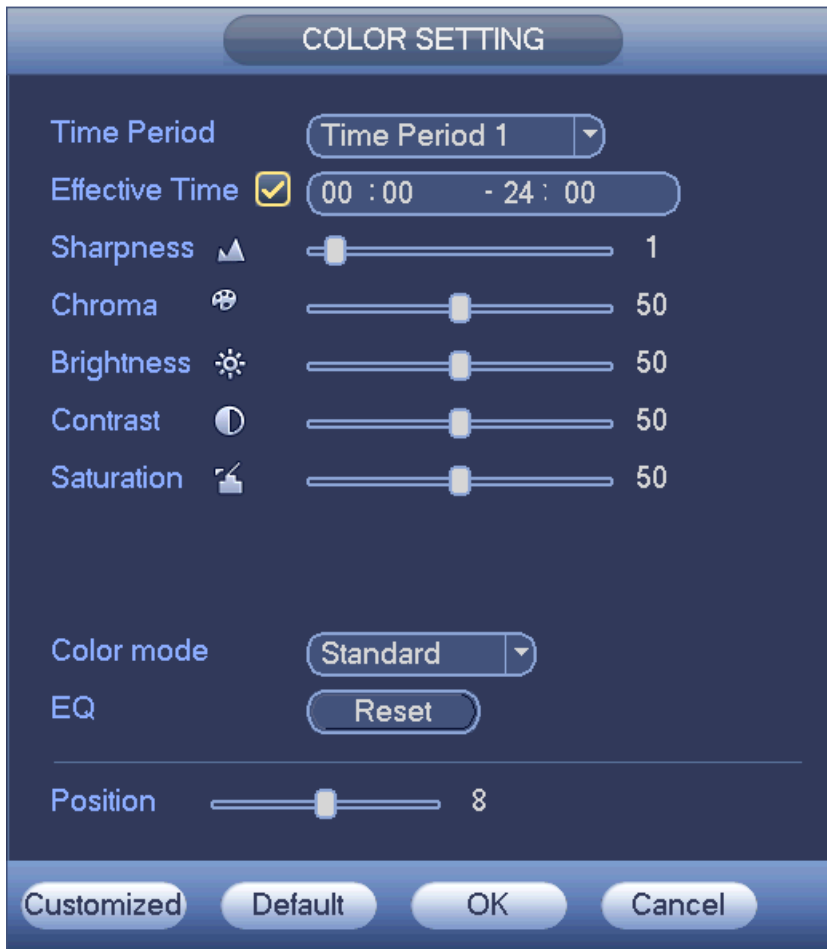 COLOR SETTING
Time Period Time Period 1
Effective Time 00 :00 - 24 : 00
Sharpness 1
Chroma 50
Brightness 50
Contrast 50
Saturation 50
Color mode Standard
EQ Reset
Position 8
Customized Default OK Cancel